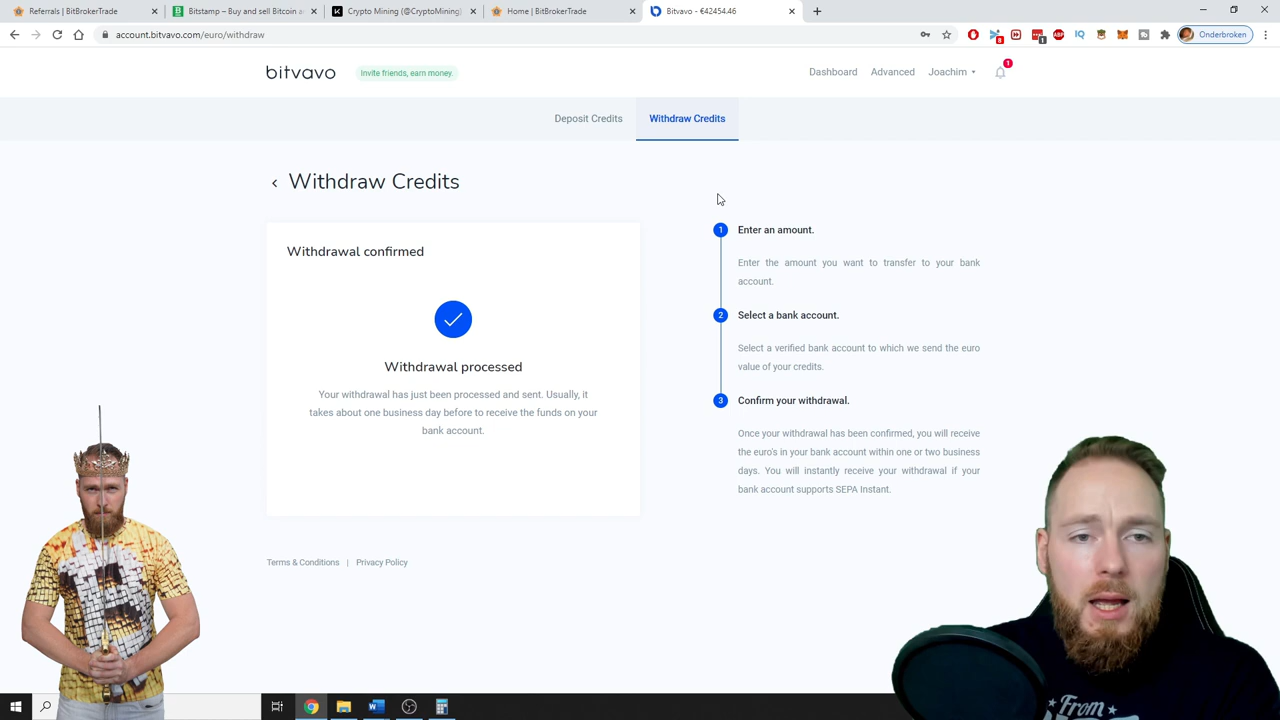 Referrals | BitBrokerTrade
Bitstamp – Buy and sell Bitcoin a
Crypto Mining (@CryptoMining)
Home | BitBrokerTrade
Bitvavo - €42454.46
account.bitvavo.com/euro/withdraw
8
1
ABP
IQ
Onderbroken
bitvavo
Invite friends, earn money.
Dashboard
Advanced
Joachim
1
Deposit Credits
Withdraw Credits
Withdraw Credits
Withdrawal confirmed
Withdrawal processed
Your withdrawal has just been processed and sent. Usually, it
takes about one business day before to receive the funds on your
bank account.
1 Enter an amount.
Enter the amount you want to transfer to your bank
account.
2 Select a bank account.
Select a verified bank account to which we send the euro
value of your credits.
3 Confirm your withdrawal.
Once your withdrawal has been confirmed, you will receive
the euro's in your bank account within one or two business
days. You will instantly receive your withdrawal if your
bank account supports SEPA Instant.
Terms & Conditions | Privacy Policy
From